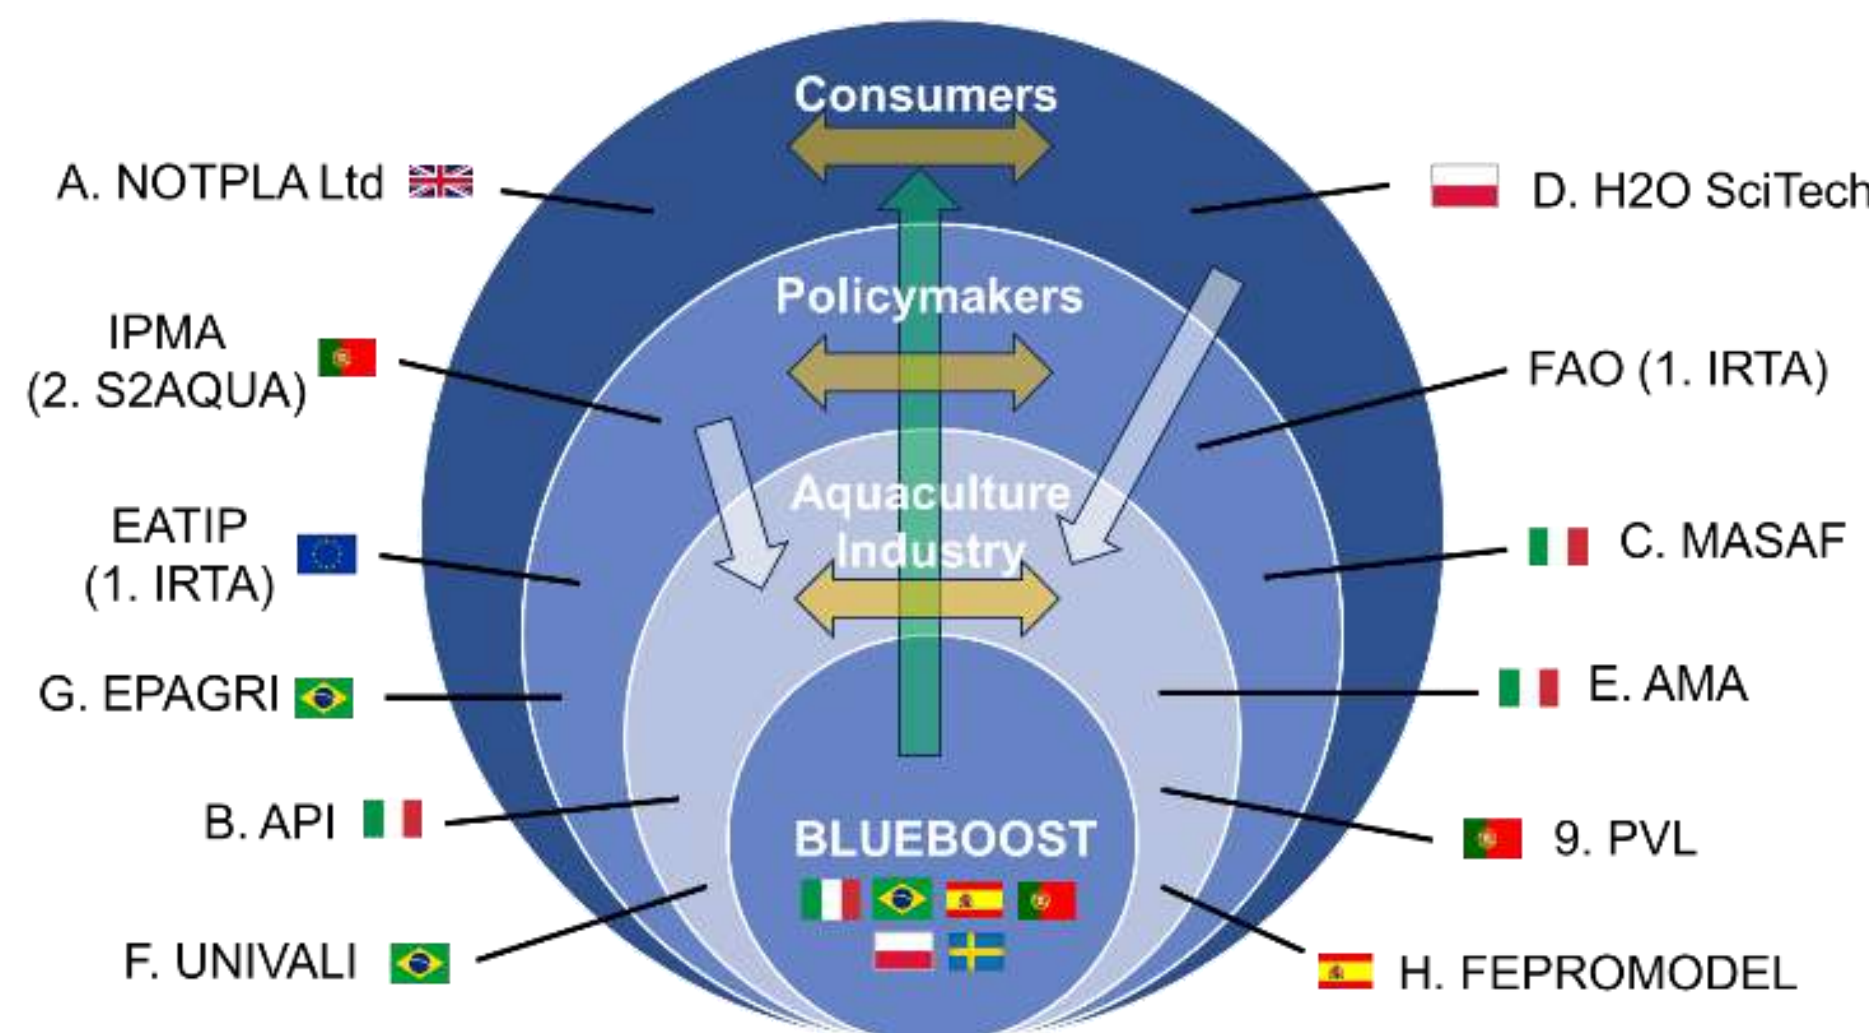 Consumers
A. NOTPLA Ltd
D. H2O SciTech
Policymakers
IPMA
(2. S2AQUA)
FAO (1. IRTA)
Aquaculture
Industry
EATIP
(1. IRTA)
C. MASAF
G. EPAGRI
E. AMA
B. API
BLUEBOOST
9. PVL
F. UNIVALI
H. FEPROMODEL